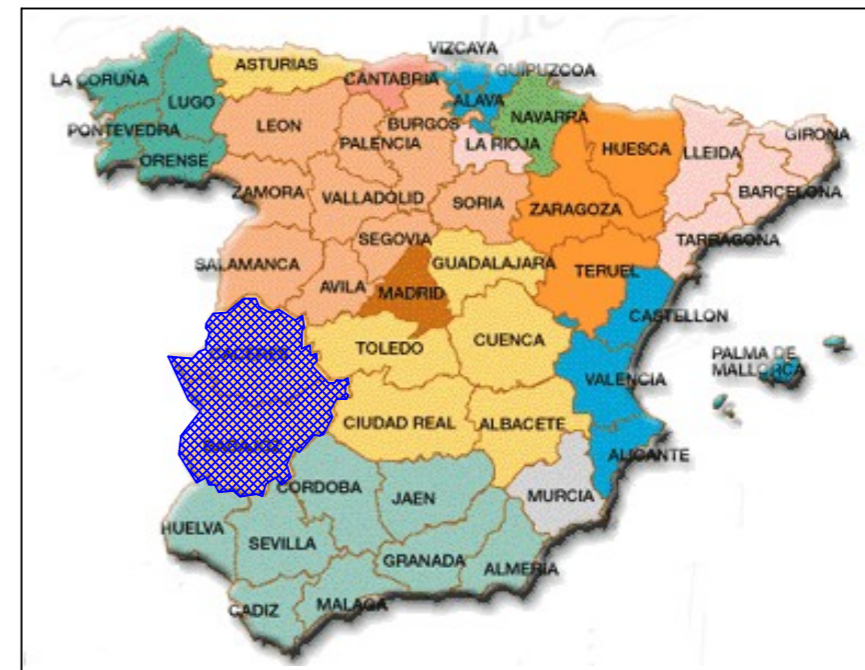 VIZCAYA
ASTURIAS
CANTABRIA
GUIPUZCOA
LA CORUÑA
LUGO
ALAVA
NAVARRA
LEON
BURGOS
PONTEVEDRA
PALENCIA
LA RIOJA
HUESCA
LLEIDA
GIRONA
ORENSE
ZAMORA
VALLADOLID
SORIA
ZARAGOZA
BARCELONA
SEGOVIA
TARRAGONA
SALAMANCA
GUADALAJARA
TERUEL
AVILA
MADRID
CASTELLON
CUENCA
TOLEDO
CACERES
PALMA DE
MALLORCA
VALENCIA
CIUDAD REAL
ALBACETE
BADAJOZ
ALICANTE
CORDOBA
JAEN
MURCIA
HUELVA
SEVILLA
GRANADA
ALMERIA
CADIZ
MALAGA